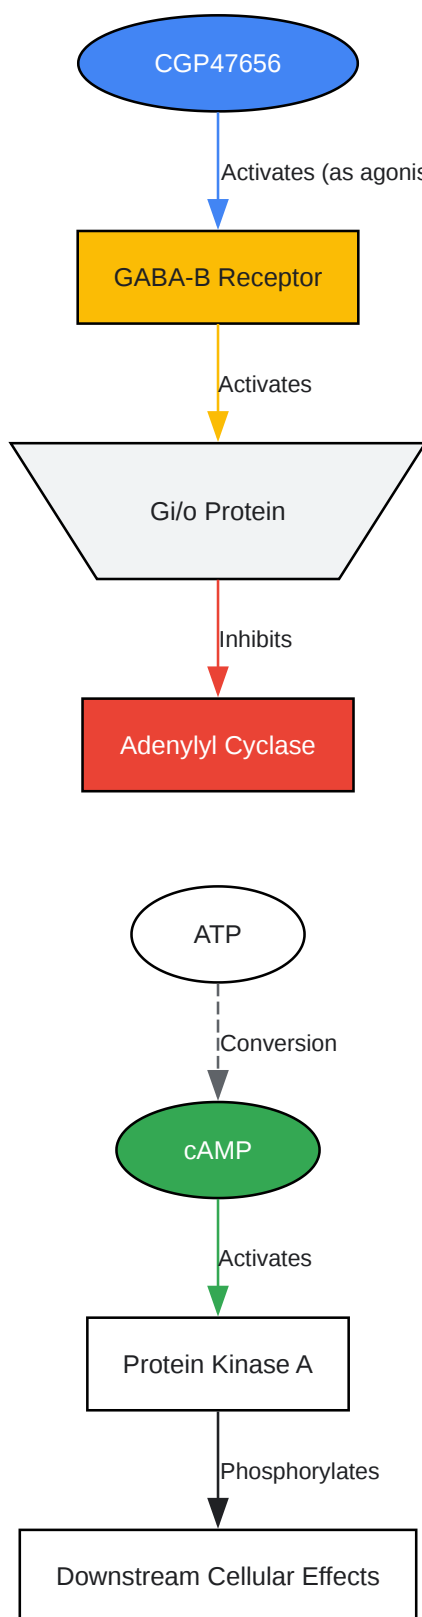 CGP47656
Activates (as agonis
GABA-B Receptor
Activates
Gi/o Protein
Inhibits
Adenylyl Cyclase
ATP
Conversion
cAMP
Activates
Protein Kinase A
Phosphorylates
Downstream Cellular Effects